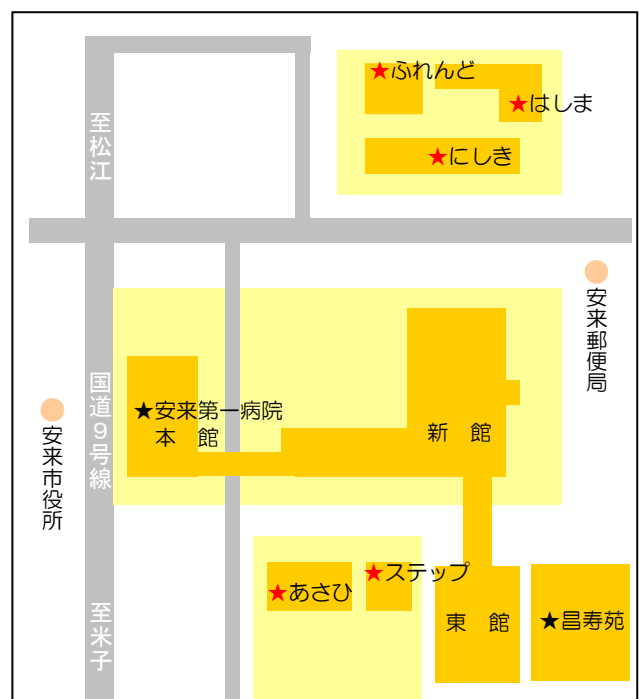 ★ふれんど
★はしま
★にしき
至松江
安来郵便局
国道９号線
★安来第一病院
本　館
新　館
安来市役所
★あさひ
★ステップ
東　館
★昌寿苑
至米子